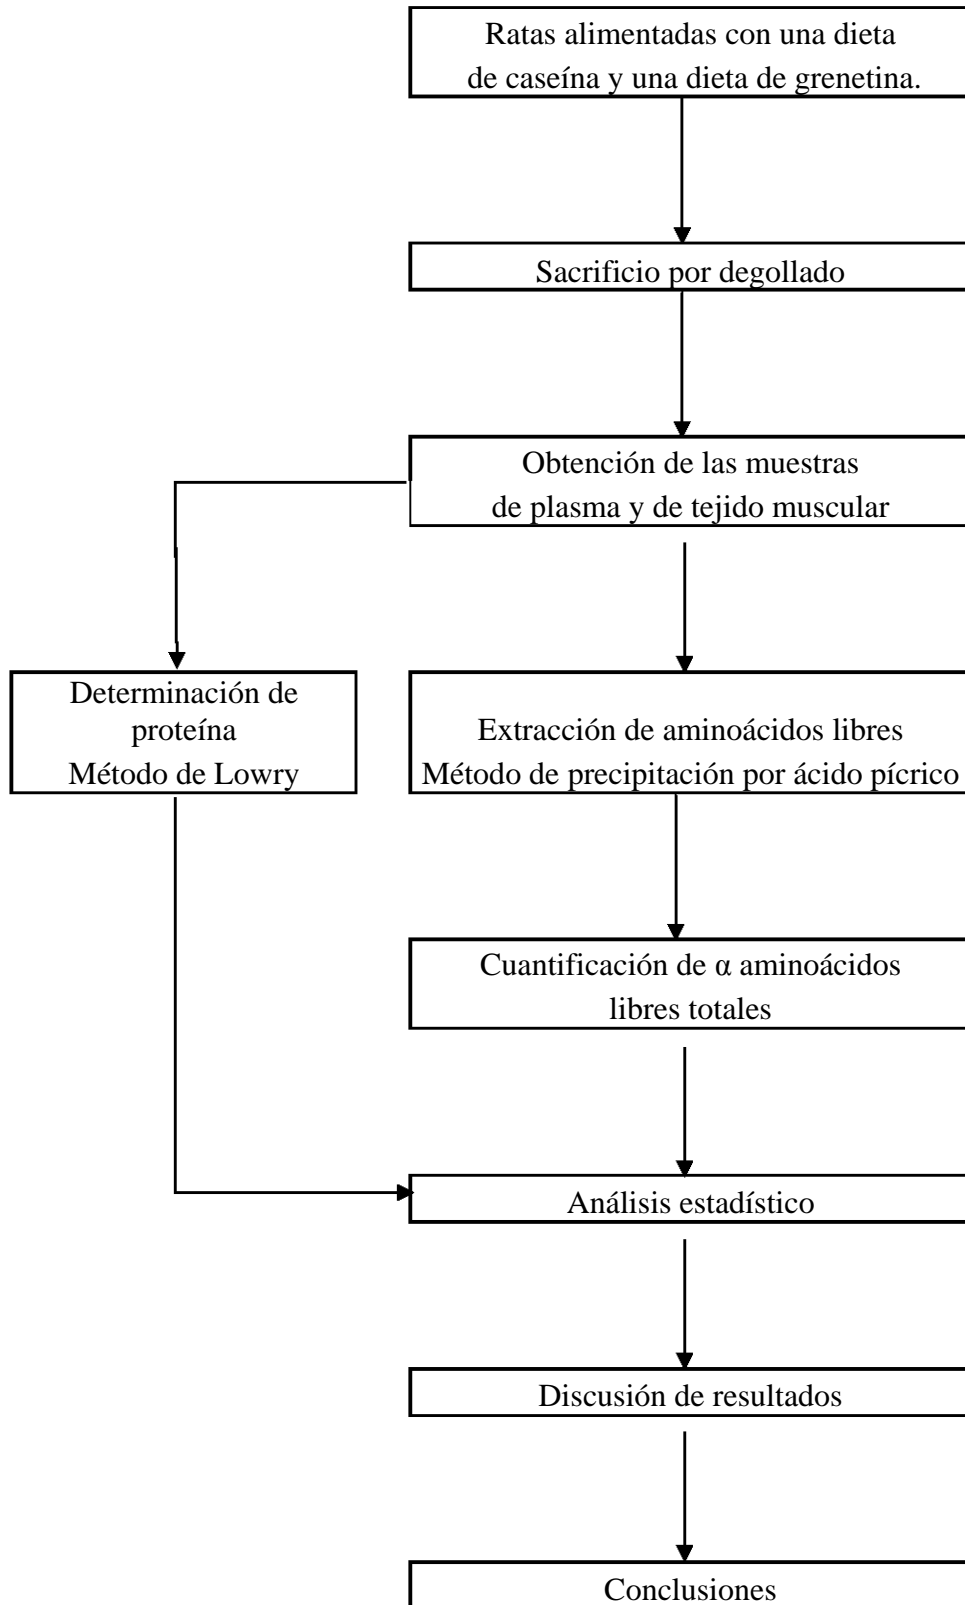 Ratas alimentadas con una dieta
de caseína y una dieta de grenetina.
Sacrificio por degollado
Obtención de las muestras
de plasma y de tejido muscular
Determinación de
proteína
Método de Lowry
Extracción de aminoácidos libres
Método de precipitación por ácido pícrico
Cuantificación de α aminoácidos
libres totales
Análisis estadístico
Discusión de resultados
Conclusiones